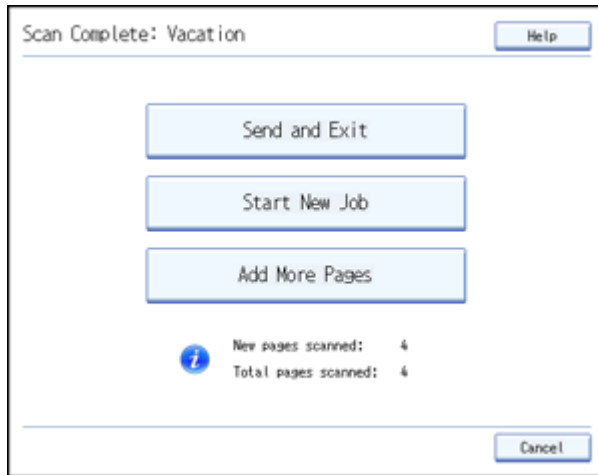 Scan Complete: Vacation
Help
Send and Exit
Start New Job
Add More Pages
i
New pages scanned: 4
Total pages scanned: 4
Cancel